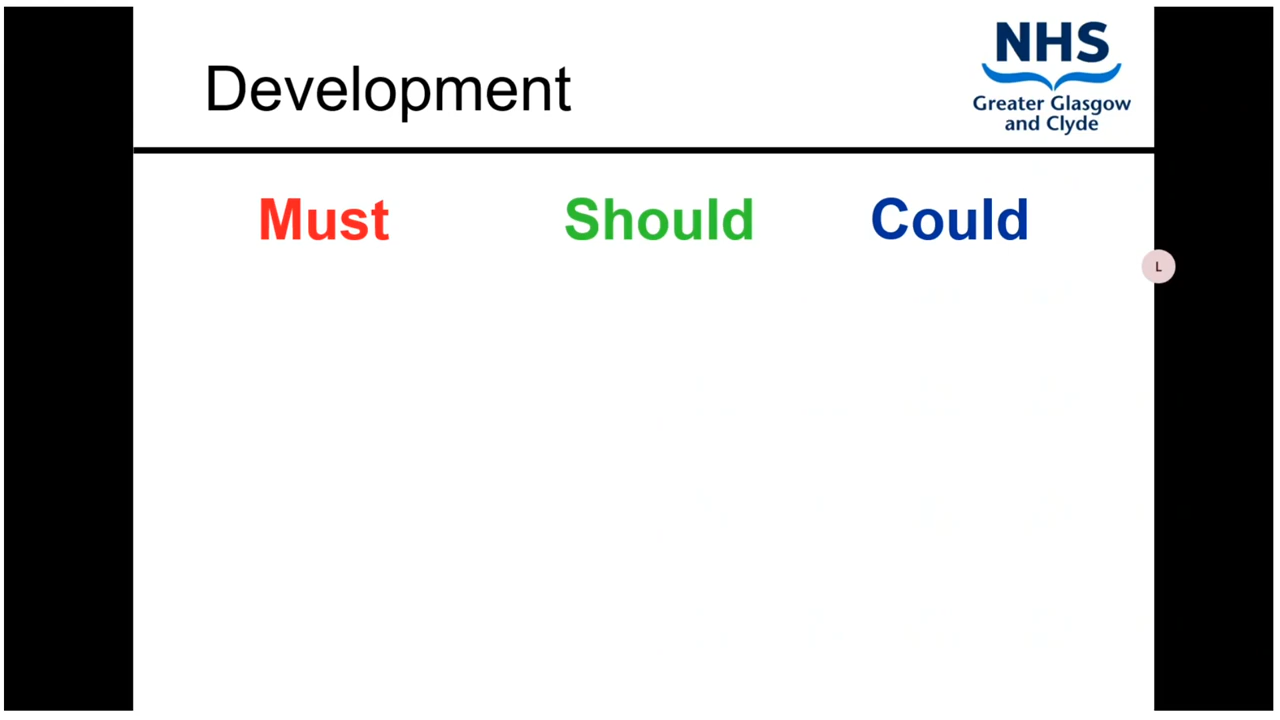 Development
NHS
Greater Glasgow
and Clyde
Must Should Could
L